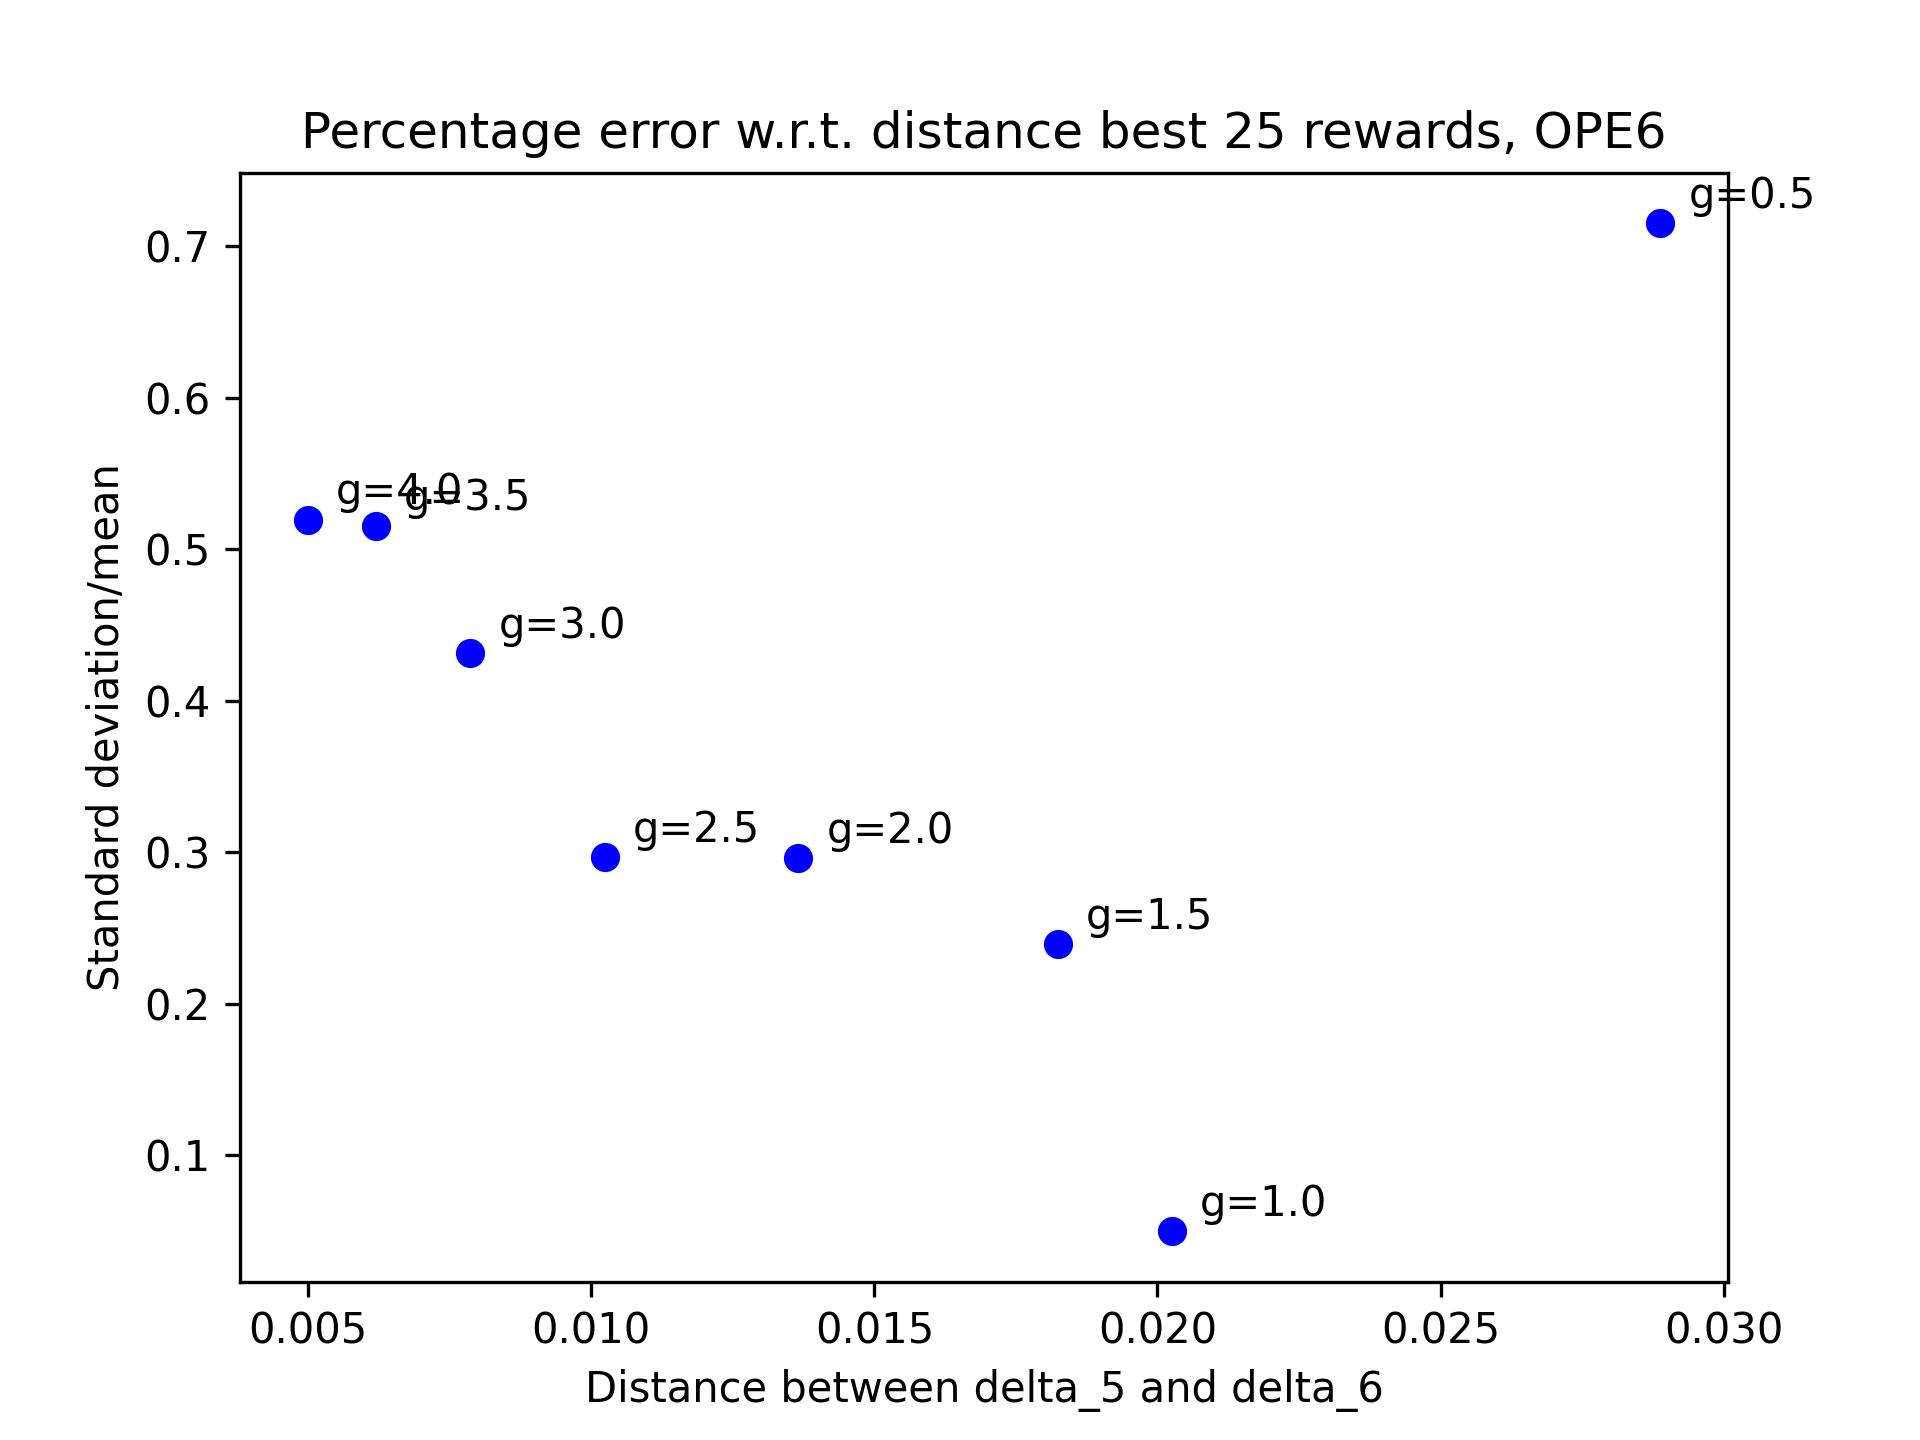 Percentage error w.r.t. distance best 25 rewards, OPE6
g=0.5
0.7
0.6
g=4.0
g=3.5
0.5
g=3.0
0.4
g=2.5
g=2.0
0.3
g=1.5
0.2
g=1.0
0.1
Standard deviation/mean
0.005 0.010 0.015 0.020 0.025 0.030
Distance between delta_5 and delta_6